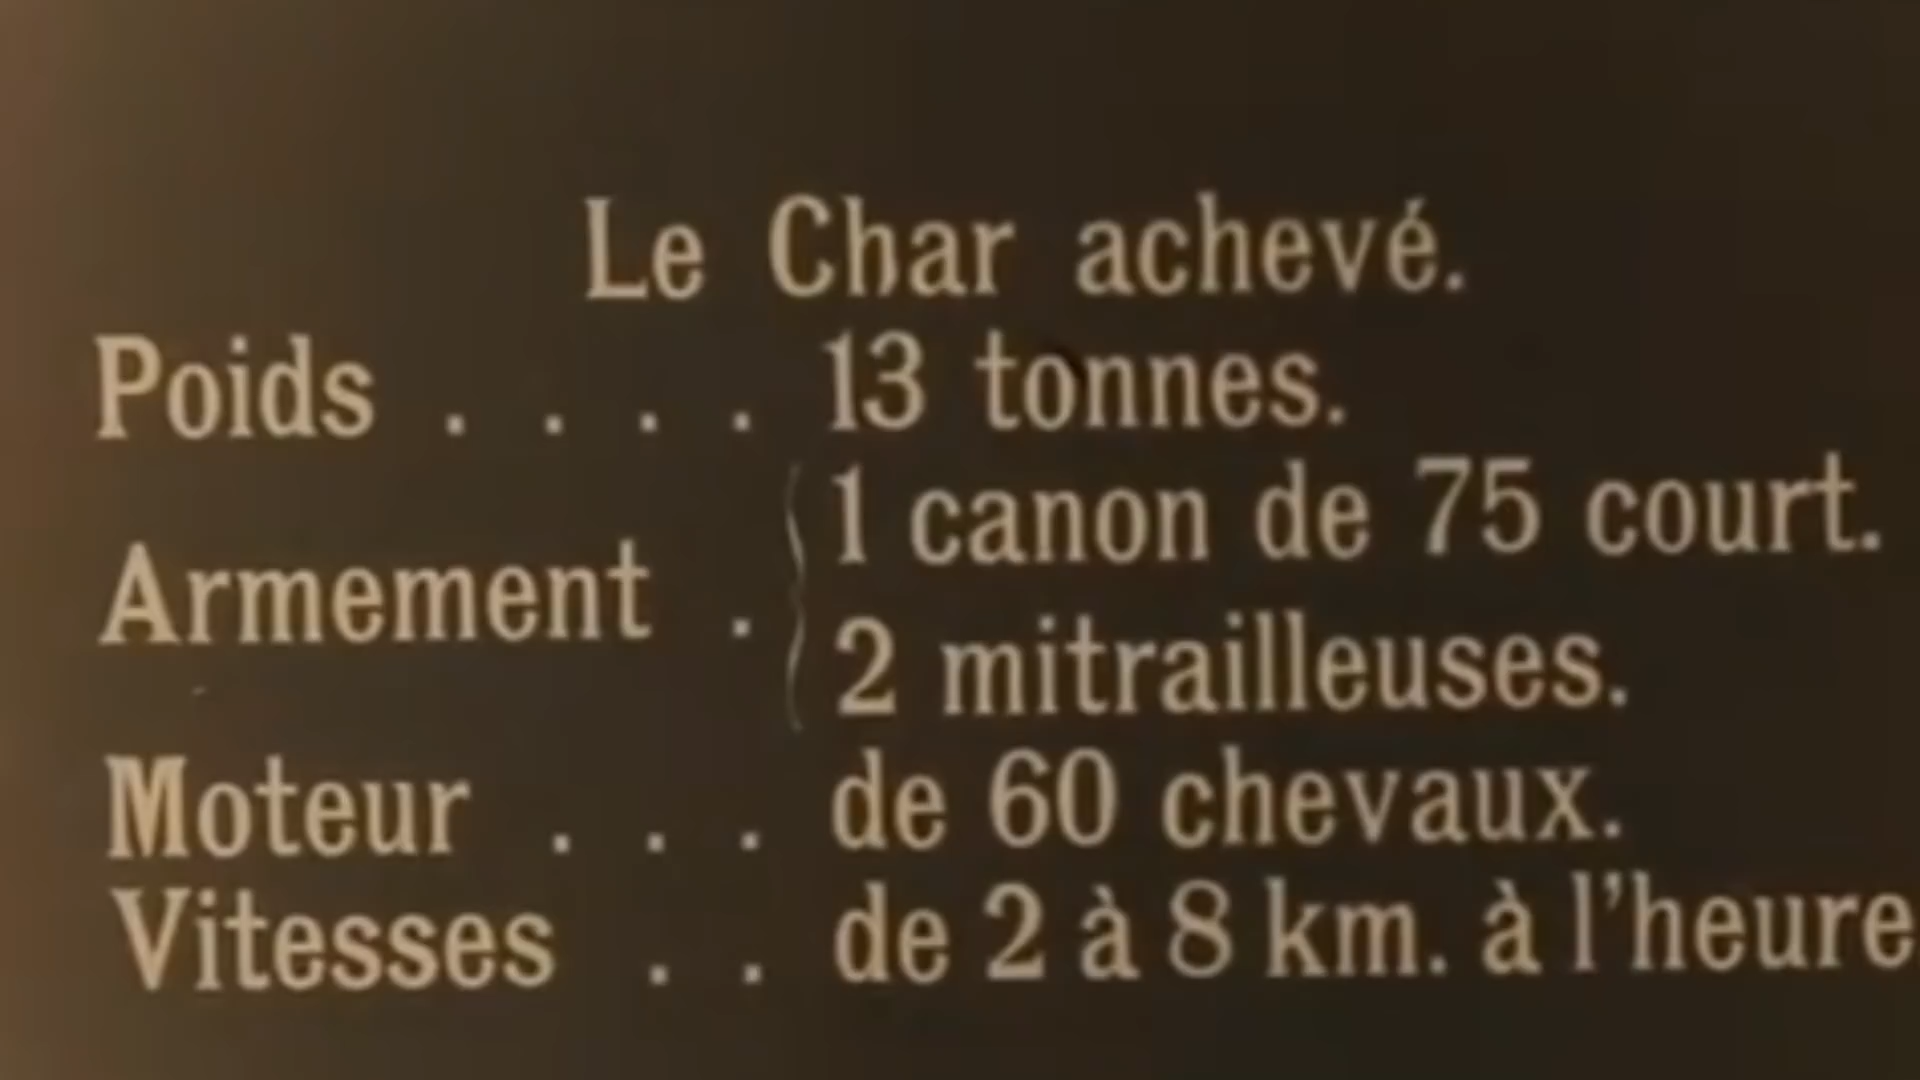 Le Char achevé.
Poids . . . . 13 tonnes.
1 canon de 75 court.
Armement .
2 mitrailleuses.
Moteur . . . de 60 chevaux.
Vitesses . . de 2 à 8 km. à l'heure